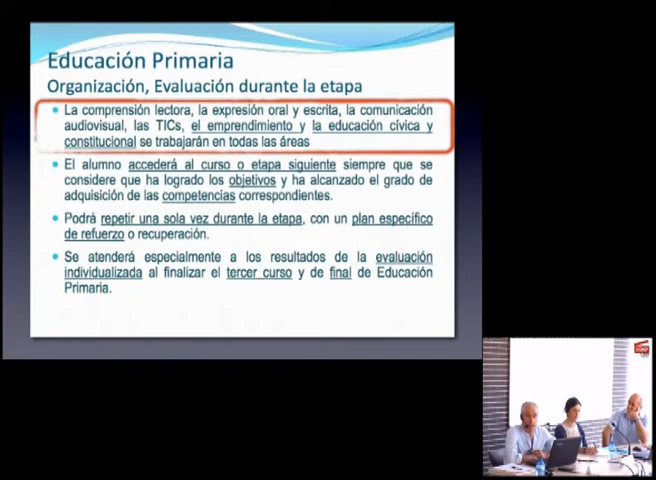 Educación Primaria
Organización, Evaluación durante la etapa
La comprensión lectora, la expresión oral y escrita, la comunicación
audiovisual, las TICs, el emprendimiento y la educación cívica y
constitucional se trabajarán en todas las áreas
El alumno accederá al curso o etapa siguiente siempre que se
considere que ha logrado los objetivos y ha alcanzado el grado de
adquisición de las competencias correspondientes.
Podrá repetir una sola vez durante la etapa, con un plan específico
de refuerzo o recuperación.
Se atenderá especialmente a los resultados de la evaluación
individualizada al finalizar el tercer curso y de final de Educación
Primaria.